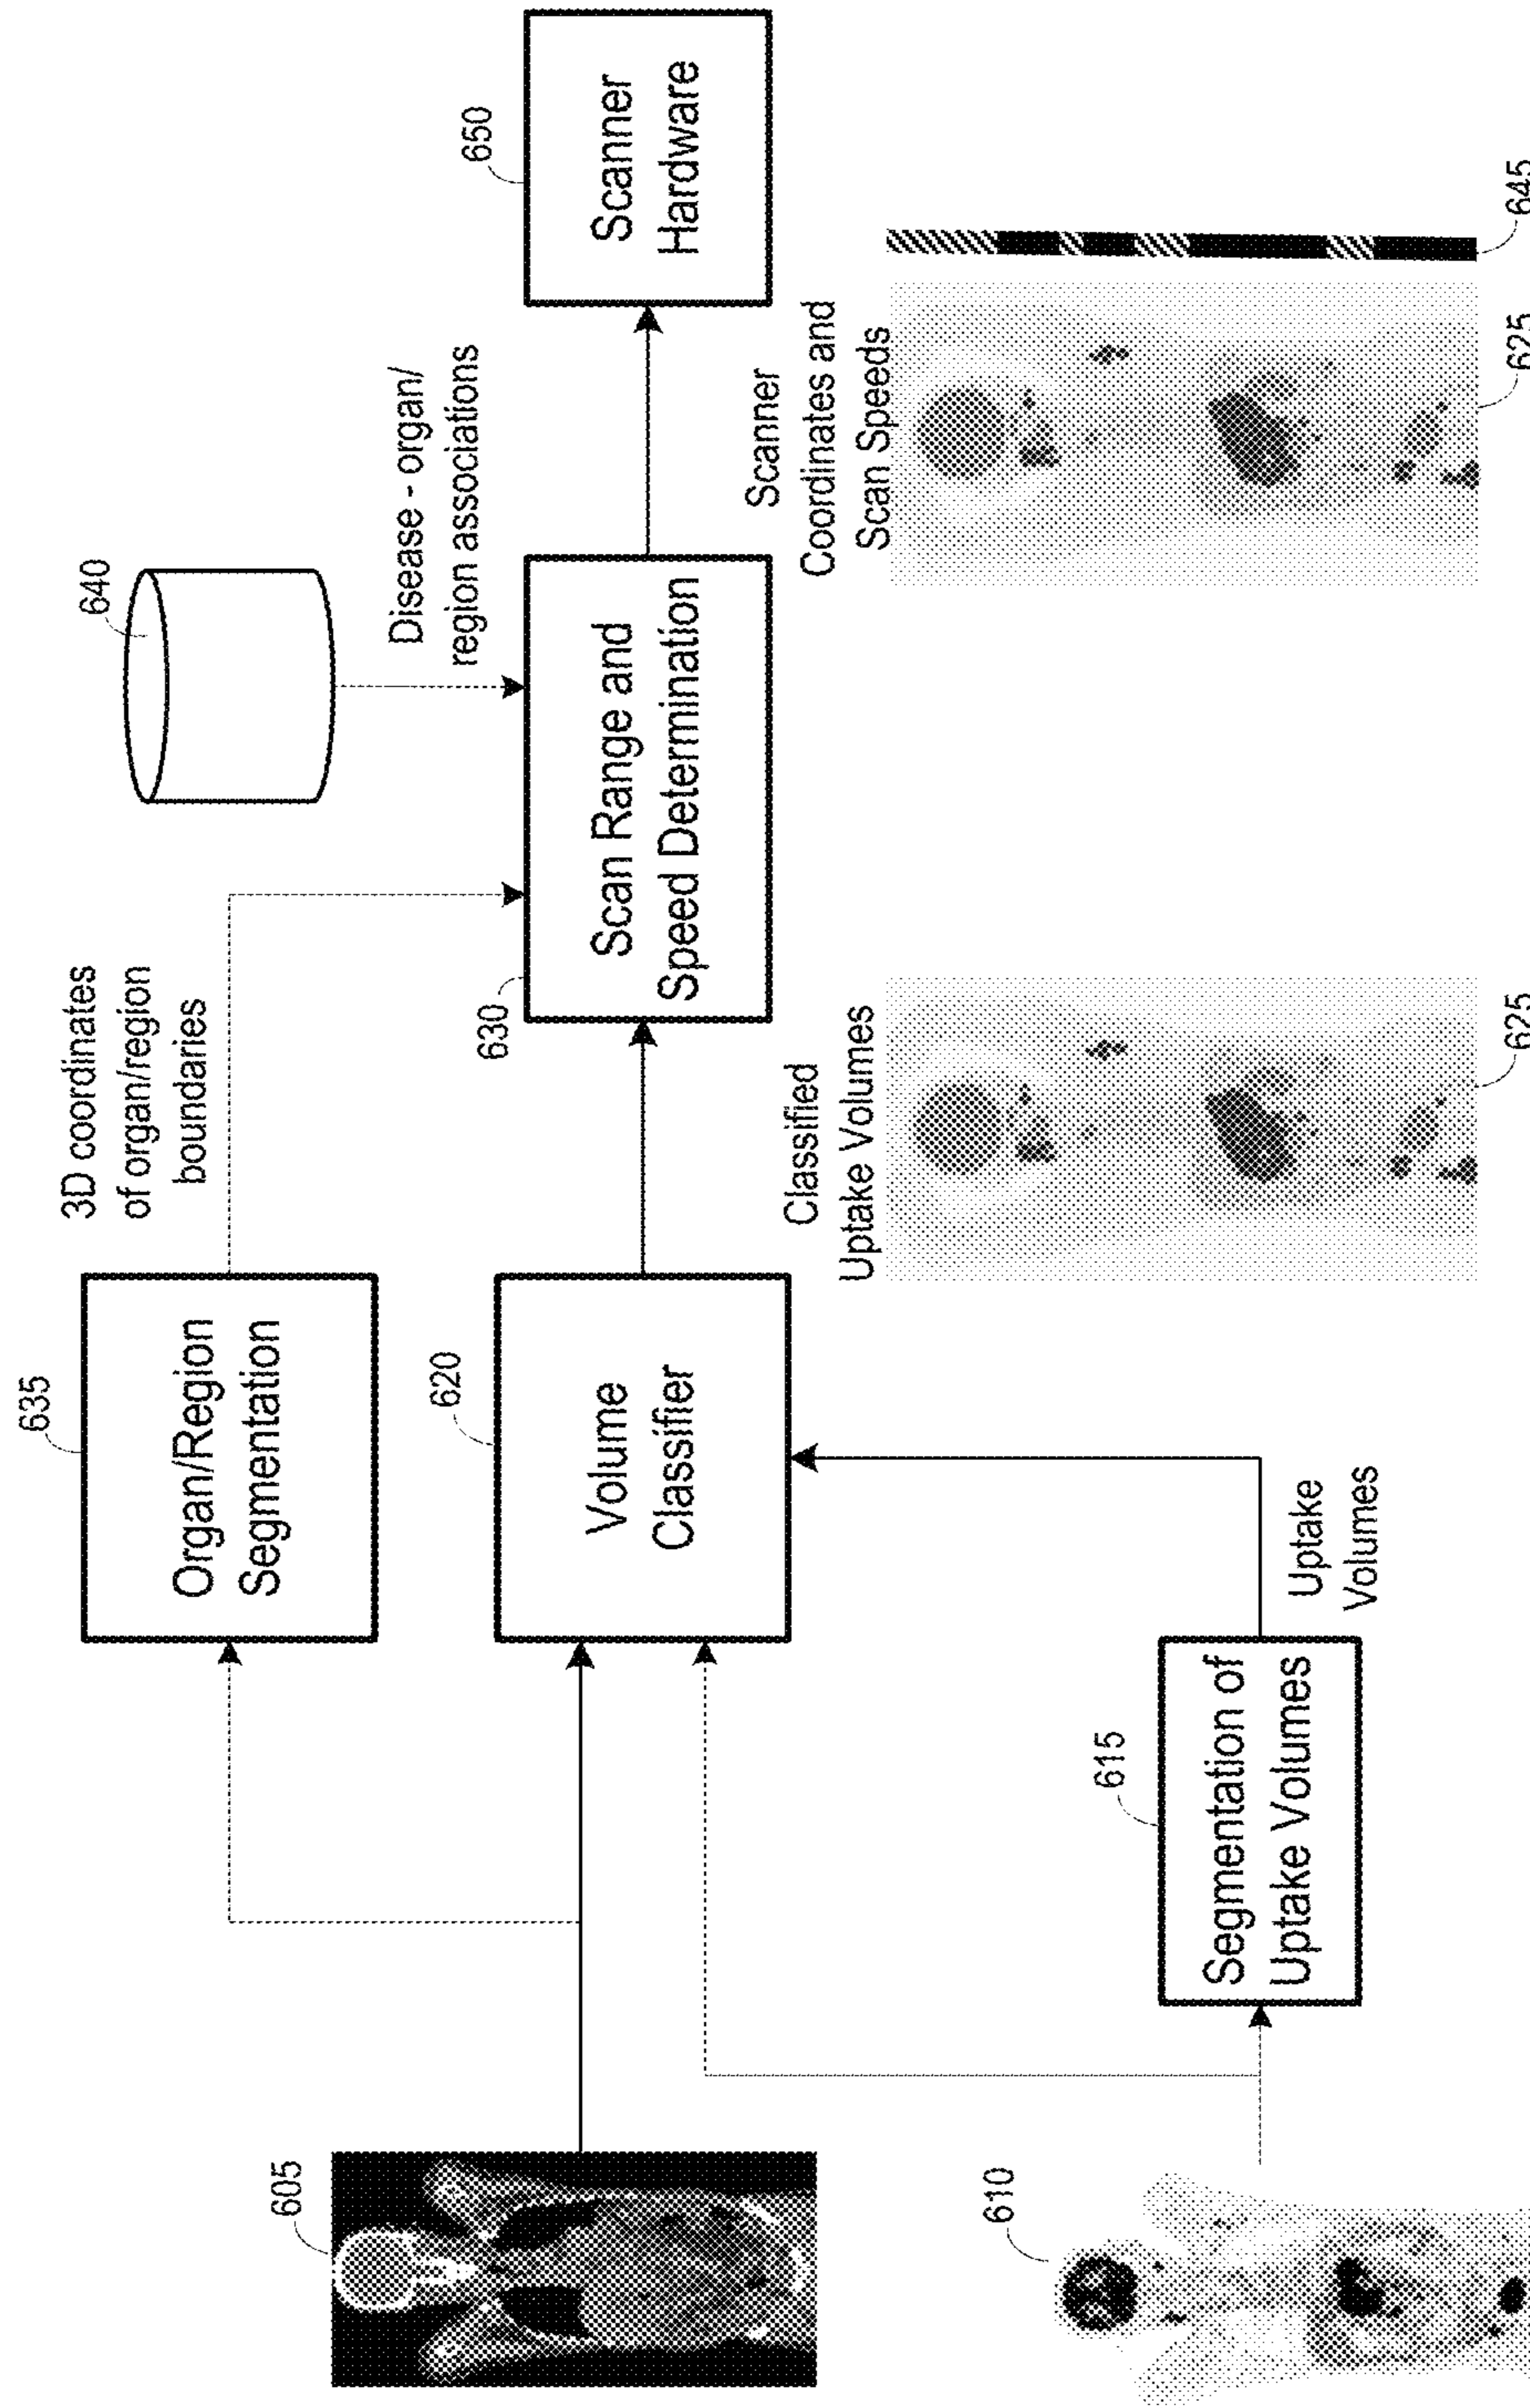 605
610
635
Organ/Region
Segmentation
620
Volume
Classifier
615
Segmentation of
Uptake Volumes
Uptake
Volumes
3D coordinates
of organ/region
boundaries
640
Disease - organ/
region associations
630
Scan Range and
Speed Determination
Classified
Uptake Volumes
625
650
Scanner
Hardware
Scanner
Coordinates and
Scan Speeds
625
645